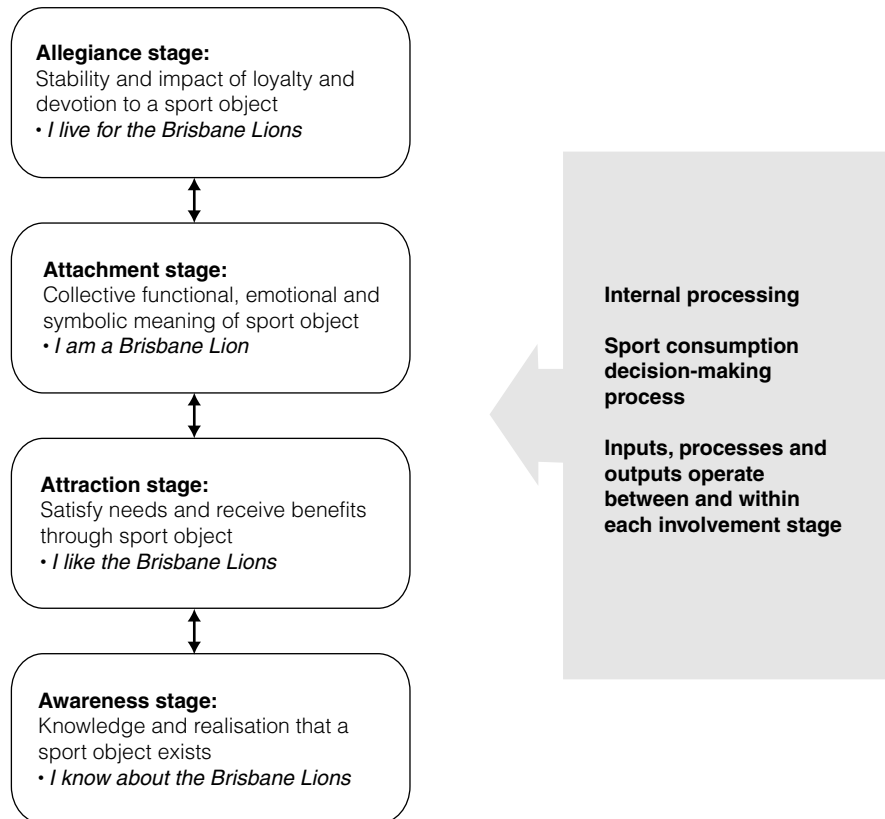 Allegiance stage:
Stability and impact of loyalty and
devotion to a sport object
• I live for the Brisbane Lions
Attachment stage:
Collective functional, emotional and
symbolic meaning of sport object
• I am a Brisbane Lion
Attraction stage:
Satisfy needs and receive benefits
through sport object
• I like the Brisbane Lions
Awareness stage:
Knowledge and realisation that a
sport object exists
• I know about the Brisbane Lions
Internal processing
Sport consumption
decision-making
process
Inputs, processes and
outputs operate
between and within
each involvement stage